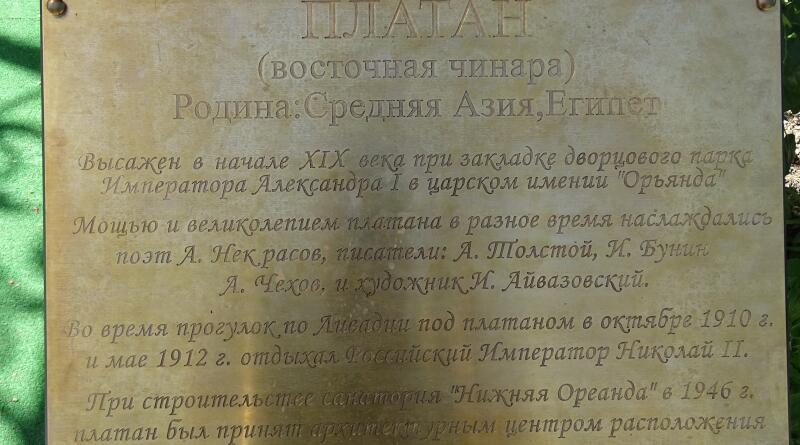 ПЛАТАН
(восточная чинара)
Родина:Средняя Азия,Египет
Высажен в начале XIX века при закладке дворцового парка
Императора Александра I в царском имении "Орьянда"
Мощью и великолепием платана в разное время наслаждались
поэт А. Нек расов, писатели: А. Толстой, И. Бунин
А. Чехов, и художник И. Айвазовский.
Во время прогулок по Ливадии под платаном в октябре 1910 г.
и мае 1912 г. отдыхал Российский Император Николай II.
При строительстве санатория "Нижняя Ореанда" в 1946 г.
платан был принят архитектурным центром расположения